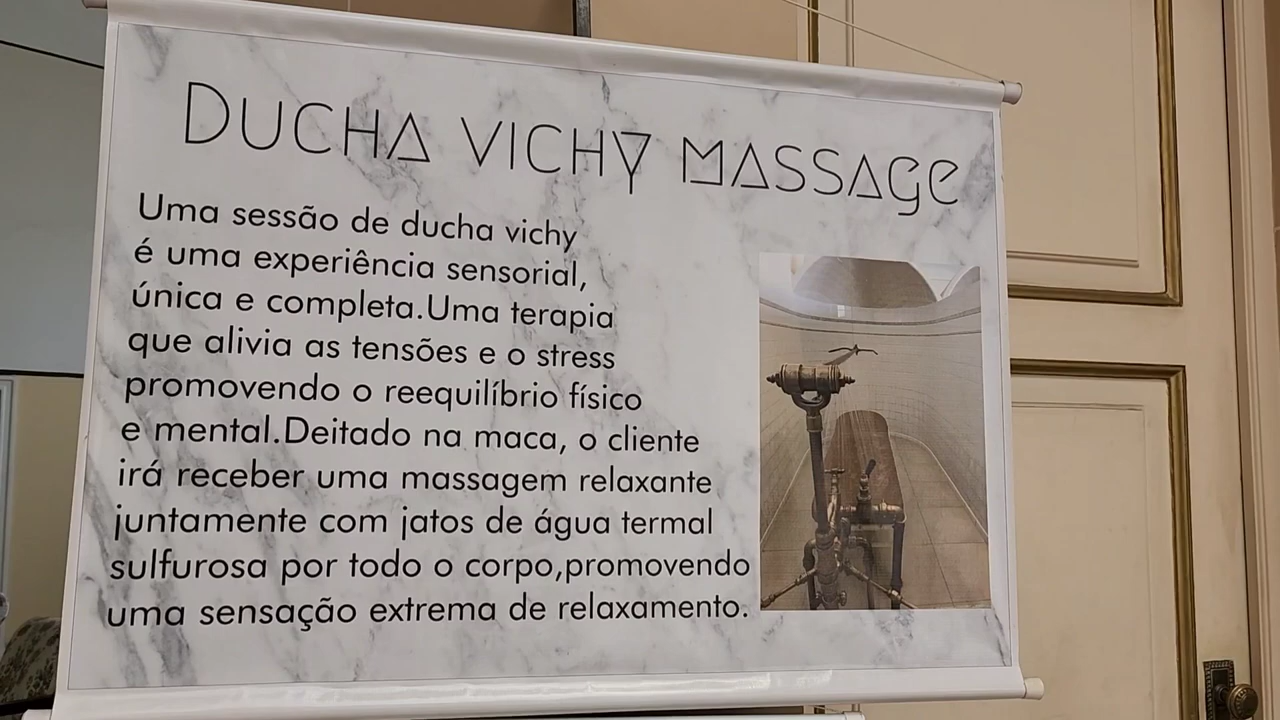 DUCHA VICHY MASSAGE
Uma sessão de ducha vichy
é uma experiência sensorial,
única e completa.Uma terapia
que alivia as tensões e o stress
promovendo o reequilíbrio físico
e mental.Deitado na maca, o cliente
irá receber uma massagem relaxante
juntamente com jatos de água termal
sulfurosa por todo o corpo,promovendo
uma sensação extrema de relaxamento.